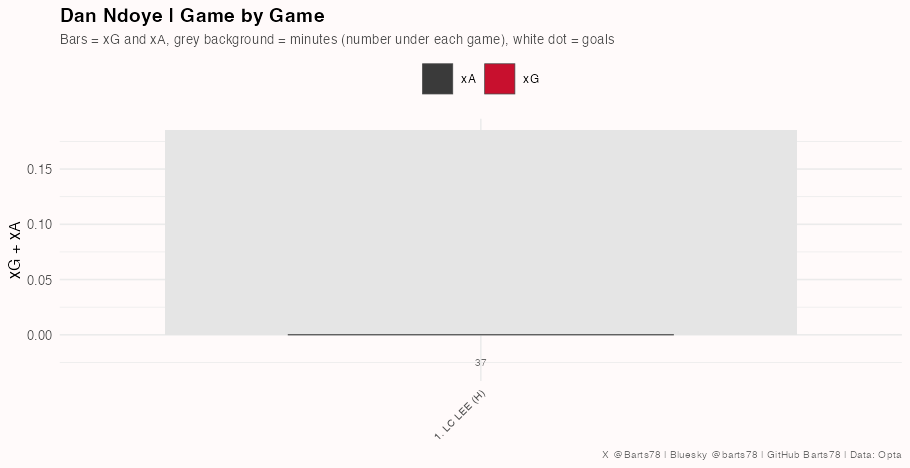 Dan Ndoye | Game by Game
Bars = xG and xA, grey background = minutes (number under each game), white dot = goals
xA xG
xG + xA
0.15
0.10
0.05
0.00
37
1. LC LEE (H)
X @Barts78 | Bluesky @barts78 | GitHub Barts78 | Data: Opta